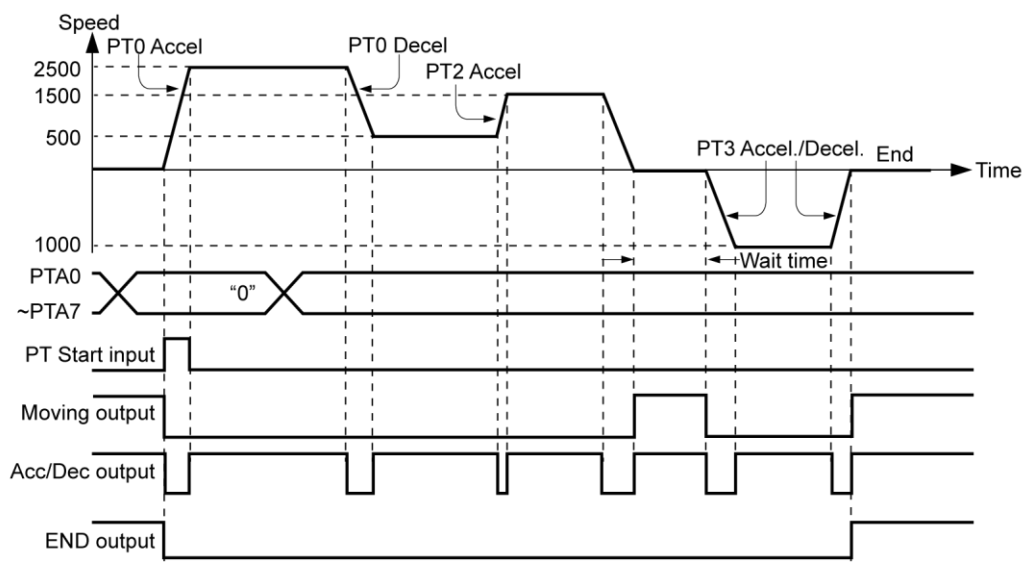 Speed
PT0 Accel
PT0 Decel
PT2 Accel
2500
1500
500
PT3 Accel./Decel.
End
Time
1000
Wait time
PTA0
"0"
~PTA7
PT Start input
Moving output
Acc/Dec output
END output